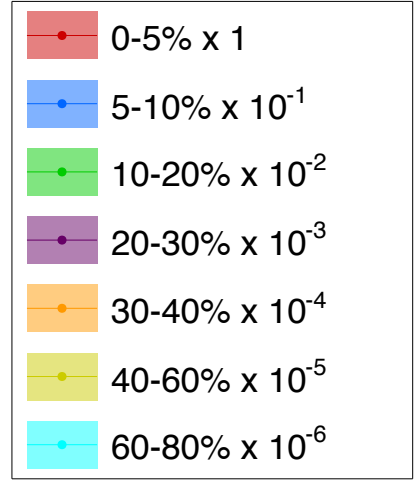 0-5% x 1
5-10% x 10⁻¹
10-20% x 10⁻²
20-30% x 10⁻³
30-40% x 10⁻⁴
40-60% x 10⁻⁵
60-80% x 10⁻⁶